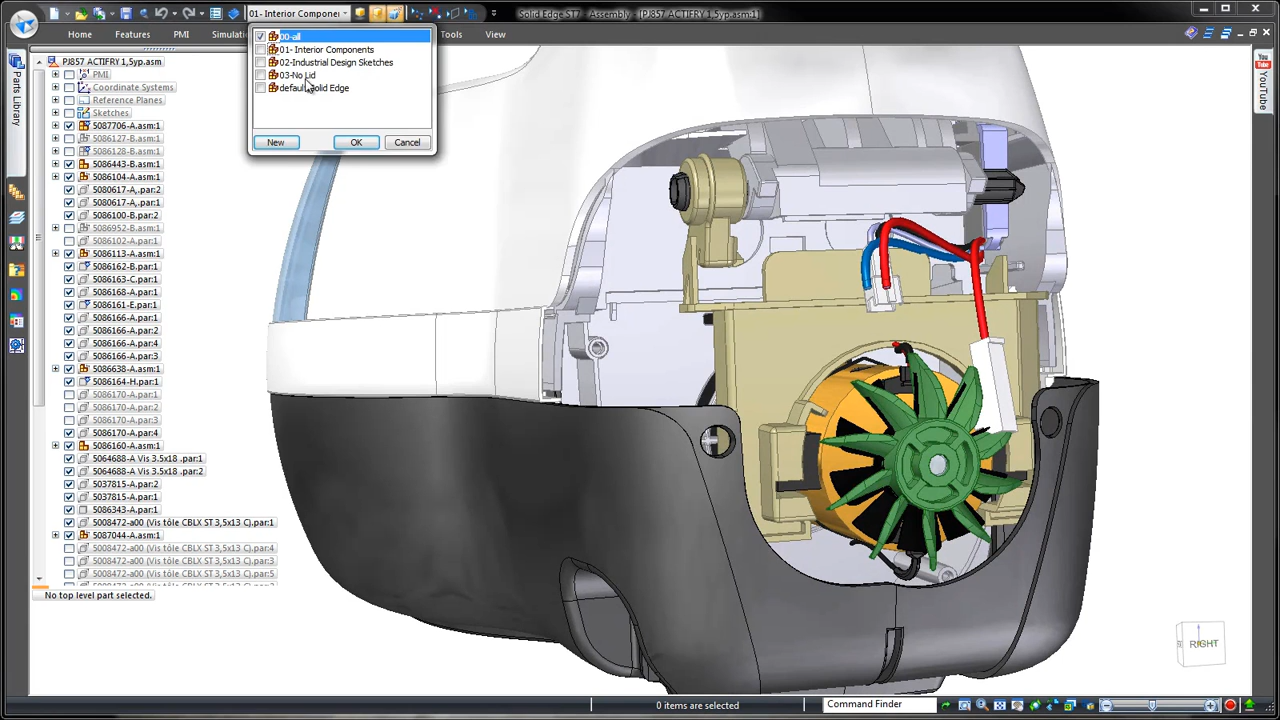 01- Interior Componen
Solid Edge ST7 - Assembly - [PJ857 ACTIFRY 1,5yp.asm:1]
Home
Features
PMI
Tools
View
00-all
01- Interior Components
02-Industrial Design Sketches
03-No Lid
New
OK
Cancel
Parts Library
YouTube
PJ857 ACTIFRY 1,5yp.asm
PMI
Coordinate Systems
Reference Planes
Sketches
5087706-A.asm:1
5086127-B.asm:1
5086128-B.asm:1
5086443-B.asm:1
5086104-A.asm:1
5080617-A,.par:2
5080617-A,.par:1
5086100-B.par:2
5086952-B.asm:1
5086102-A.par:1
5086113-A.asm:1
5086162-B.par:1
5086163-C.par:1
5086168-A.par:1
5086161-E.par:1
5086166-A.par:1
5086166-A.par:2
5086166-A.par:4
5086166-A.par:3
5086638-A.asm:1
5086164-H.par:1
5086170-A.par:1
5086170-A.par:2
5086170-A.par:3
5086170-A.par:4
5086160-A.asm:1
5064688-A Vis 3.5x18 .par:1
5064688-A Vis 3.5x18 .par:2
5037815-A.par:2
5037815-A.par:1
5086343-A.par:1
5008472-a00 (Vis tôle CBLX ST 3,5x13 C).par:1
5087044-A.asm:1
5008472-a00 (Vis tôle CBLX ST 3,5x13 C).par:4
5008472-a00 (Vis tôle CBLX ST 3,5x13 C).par:3
5008472-a00 (Vis tôle CBLX ST 3,5x13 C).par:5
No top level part selected.
RIGHT
0 items are selected
Command Finder